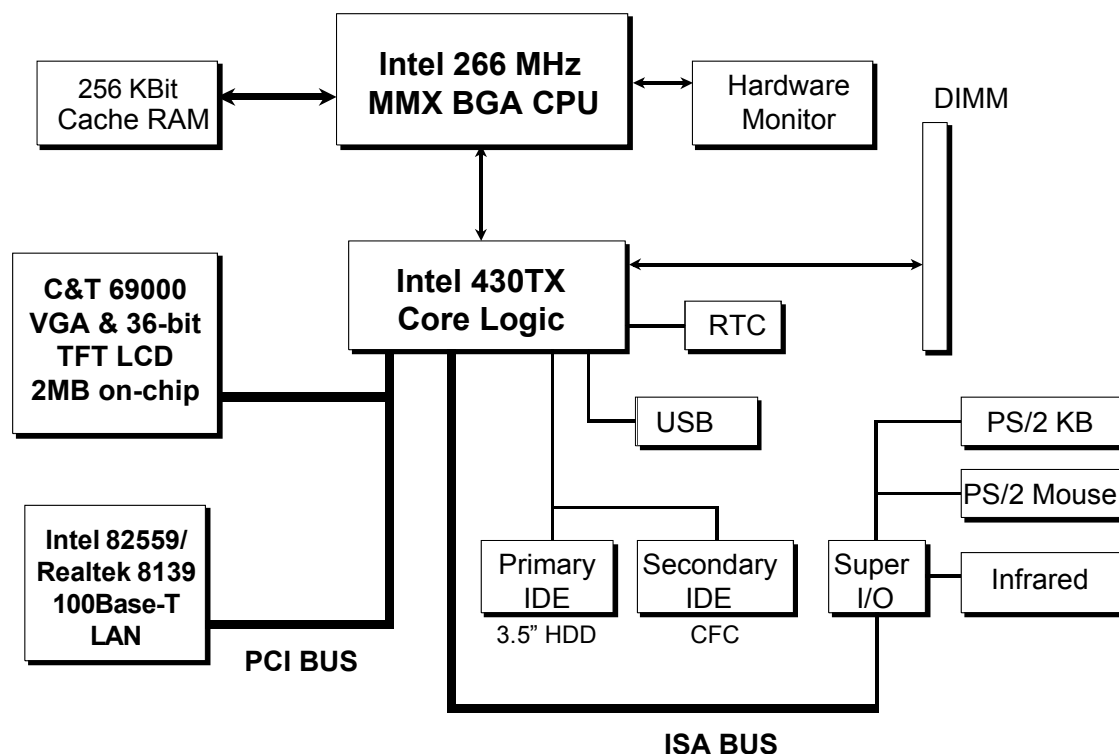 Intel 266 MHz
MMX BGA CPU
256 KBit
Cache RAM
Hardware
Monitor
DIMM
Intel 430TX
Core Logic
C&T 69000
VGA & 36-bit
TFT LCD
2MB on-chip
RTC
USB
PS/2 KB
PS/2 Mouse
Intel 82559/
Realtek 8139
100Base-T
LAN
Primary
IDE
3.5” HDD
Secondary
IDE
CFC
Super
I/O
Infrared
PCI BUS
ISA BUS